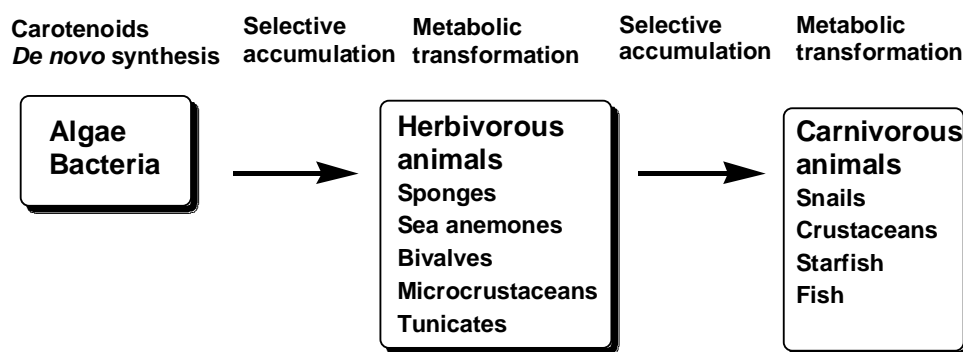 Carotenoids
De novo synthesis
Selective
accumulation
Metabolic
transformation
Selective
accumulation
Metabolic
transformation
Algae
Bacteria
Herbivorous
animals
Sponges
Sea anemones
Bivalves
Microcrustaceans
Tunicates
Carnivorous
animals
Snails
Crustaceans
Starfish
Fish